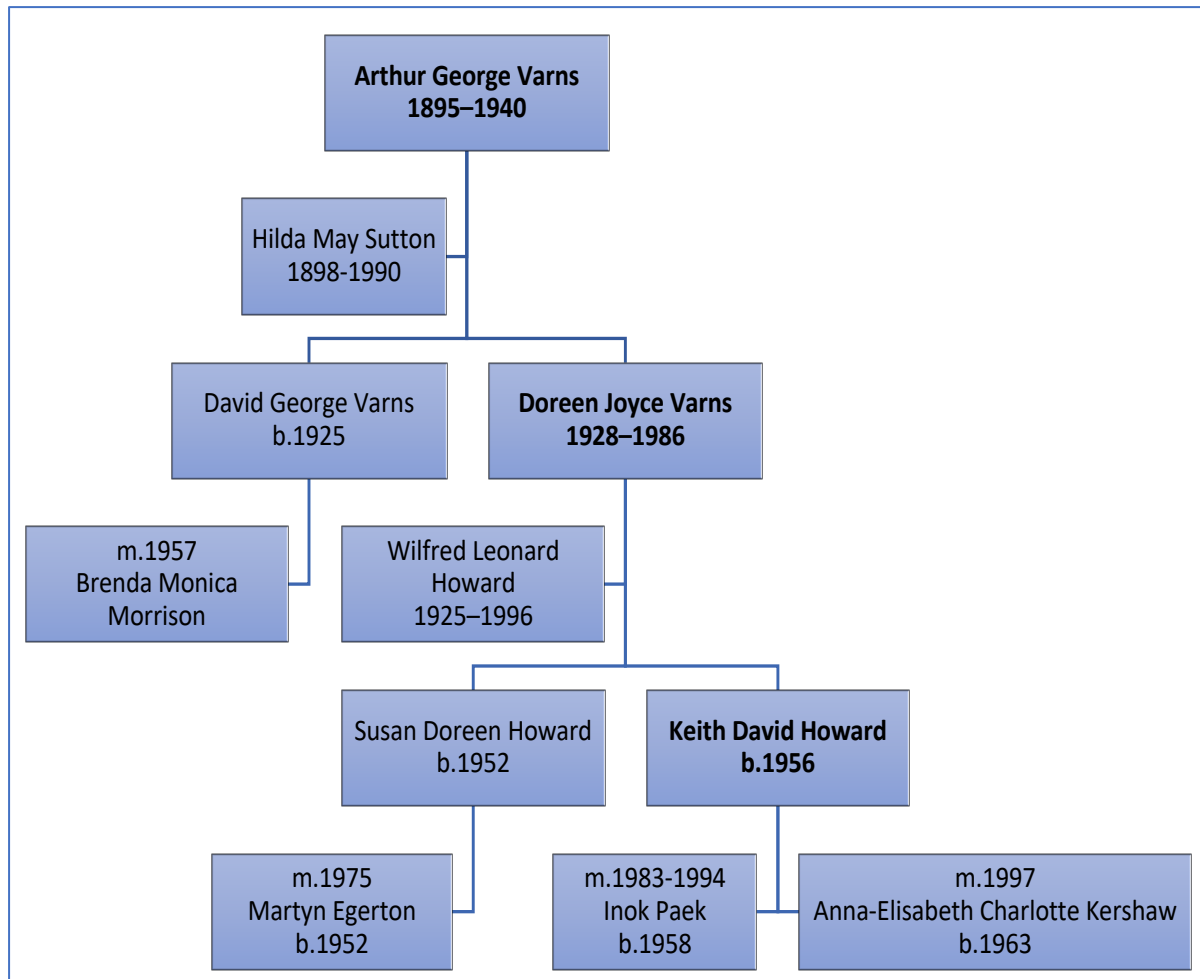 Arthur George Varns
1895–1940
Hilda May Sutton
1898-1990
David George Varns
b.1925
Doreen Joyce Varns
1928–1986
m.1957
Brenda Monica
Morrison
Wilfred Leonard
Howard
1925–1996
Susan Doreen Howard
b.1952
Keith David Howard
b.1956
m.1975
Martyn Egerton
b.1952
m.1983-1994
Inok Paek
b.1958
m.1997
Anna-Elisabeth Charlotte Kershaw
b.1963